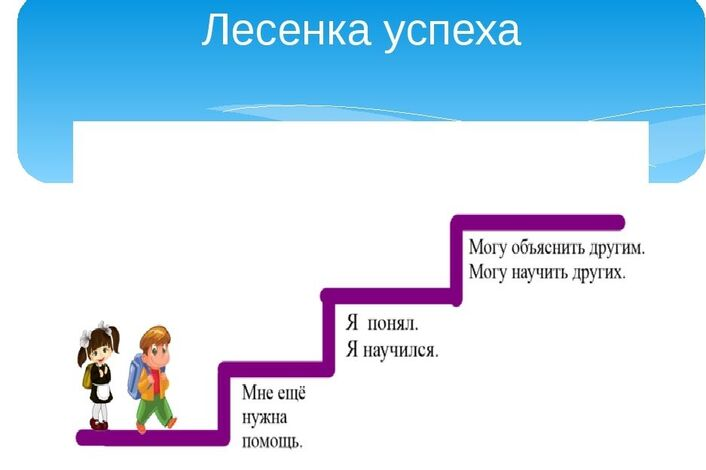 Лесенка успеха
Могу объяснить другим.
Могу научить других.
Я понял.
Я научился.
Мне ещё
нужна
помощь.